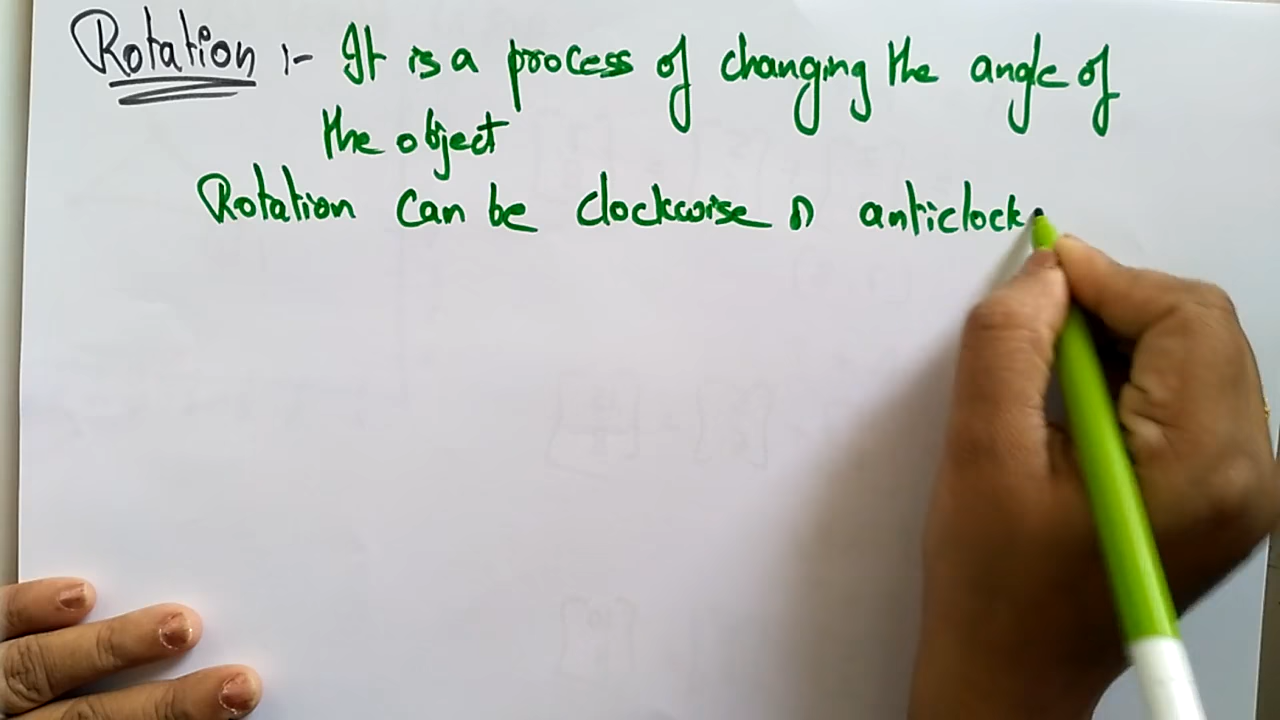 Rotation :- It is a process of changing the angle of
the object
Rotation can be clockwise or anticlock